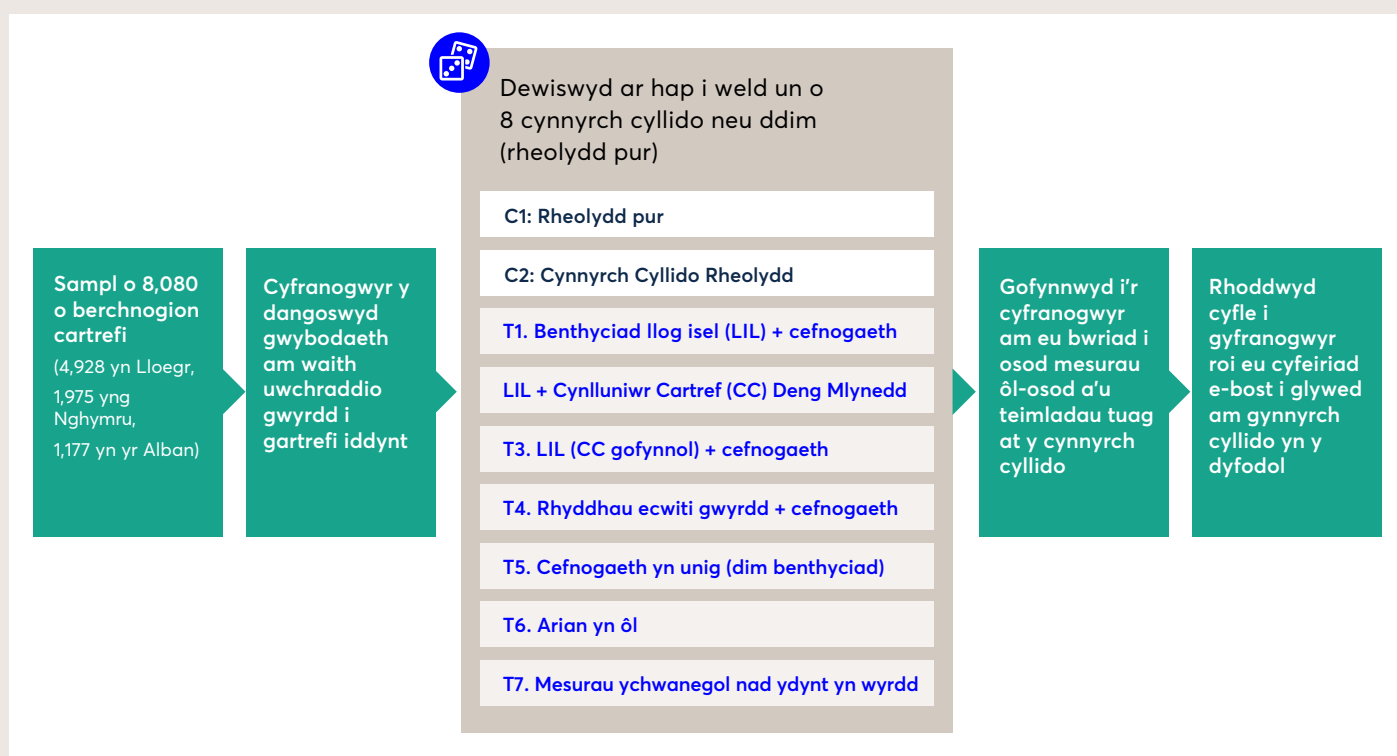 Sampl o 8,080
o berchnogion
cartrefi
(4,928 yn Lloegr,
1,975 yng
Nghymru,
1,177 yn yr Alban)
Cyfranogwyr y
dangoswyd
gwybodaeth
am waith
uwchraddio
gwyrdd i
gartrefi iddynt
Dewiswyd ar hap i weld un o
8 cynnyrch cyllido neu ddim
(rheolydd pur)
C1: Rheolydd pur
C2: Cynnyrch Cyllido Rheolydd
T1. Benthyciad llog isel (LIL) + cefnogaeth
LIL + Cynlluniwr Cartref (CC) Deng Mlynedd
T3. LIL (CC gofynnol) + cefnogaeth
T4. Rhyddhau ecwiti gwyrdd + cefnogaeth
T5. Cefnogaeth yn unig (dim benthyciad)
T6. Arian yn ôl
T7. Mesurau ychwanegol nad ydynt yn wyrdd
Gofynnwyd i'r
cyfranogwyr
am eu bwriad i
osod mesurau
ôl-osod a'u
teimladau tuag
at y cynnyrch
cyllido
Rhoddwyd
cyfle i
gyfranogwyr
roi eu cyfeiriad
e-bost i glywed
am gynnyrch
cyllido yn y
dyfodol